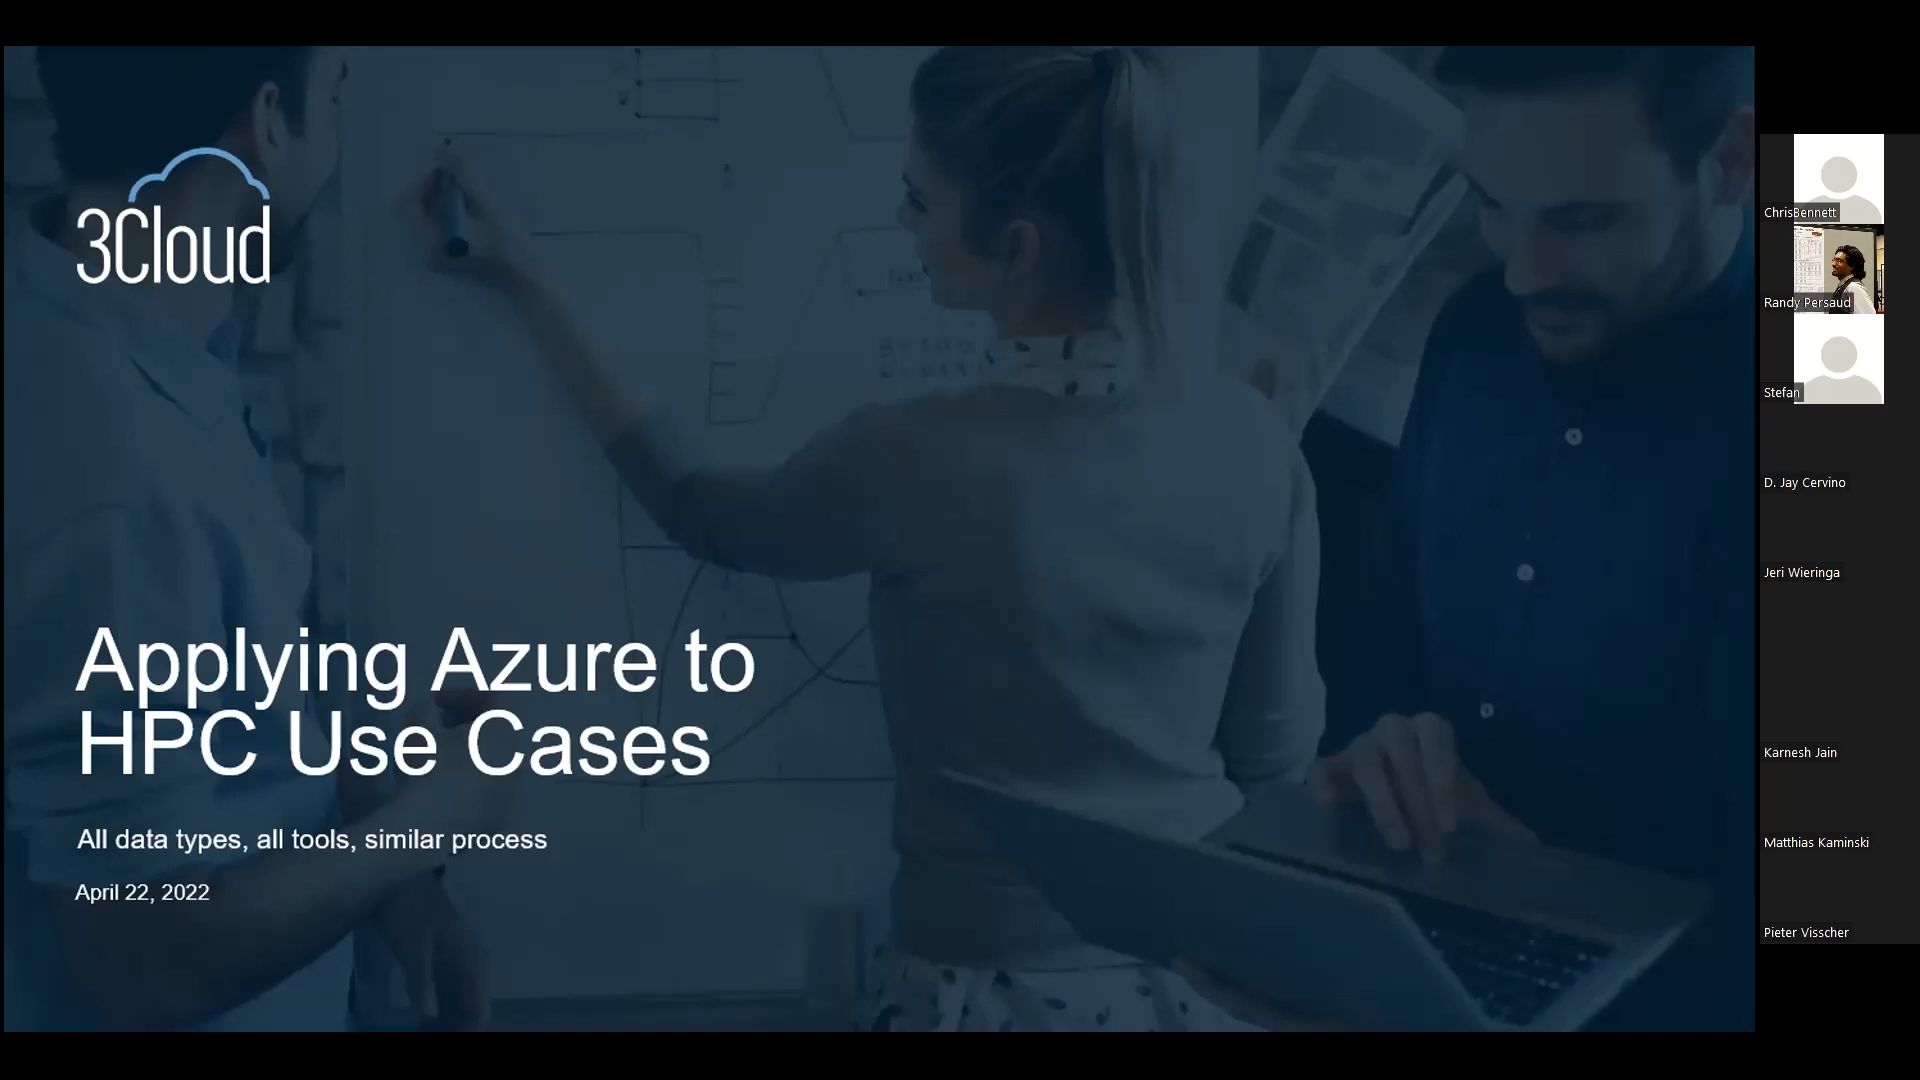 3Cloud
Applying Azure to
HPC Use Cases
All data types, all tools, similar process
April 22, 2022
ChrisBennett
Randy Persaud
Stefan
D. Jay Cervino
Jeri Wieringa
Karnesh Jain
Matthias Kaminski
Pieter Visscher